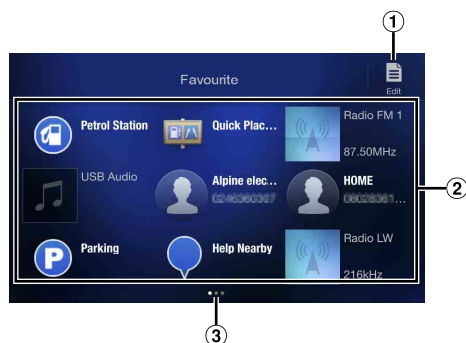 1
Favourite
Edit
Petrol Station
Quick Plac...
Radio FM 1
87.50MHz
USB Audio
Alpine elec...
HOME
2
Parking
P
Help Nearby
Radio LW
216kHz
3